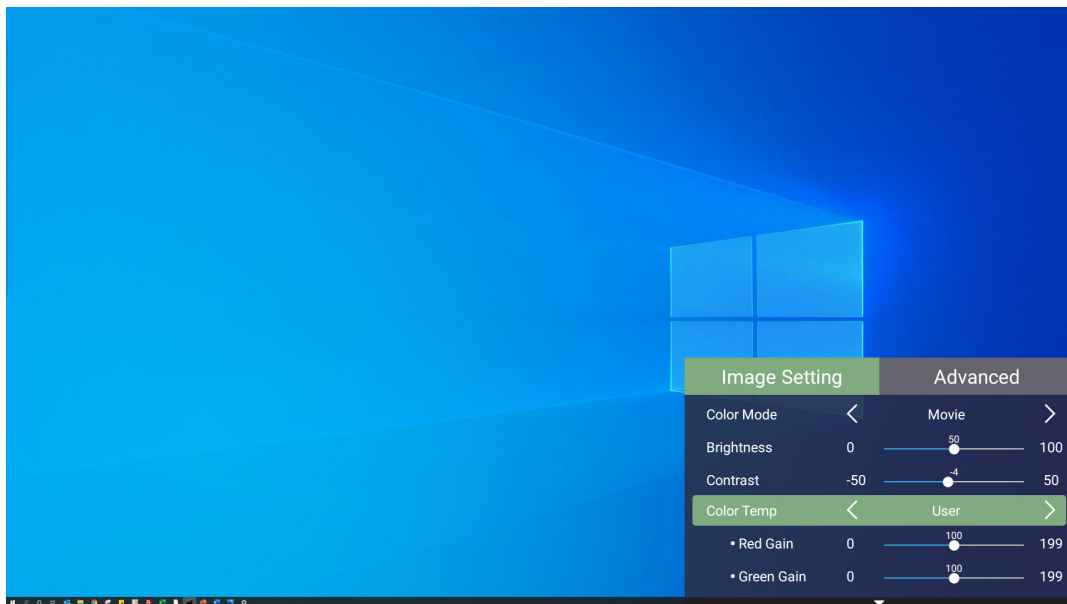 Image Setting Advanced
Color Mode Movie
Brightness 0 50 100
Contrast -50 -4 50
Color Temp User
• Red Gain 0 100 199
• Green Gain 0 100 199